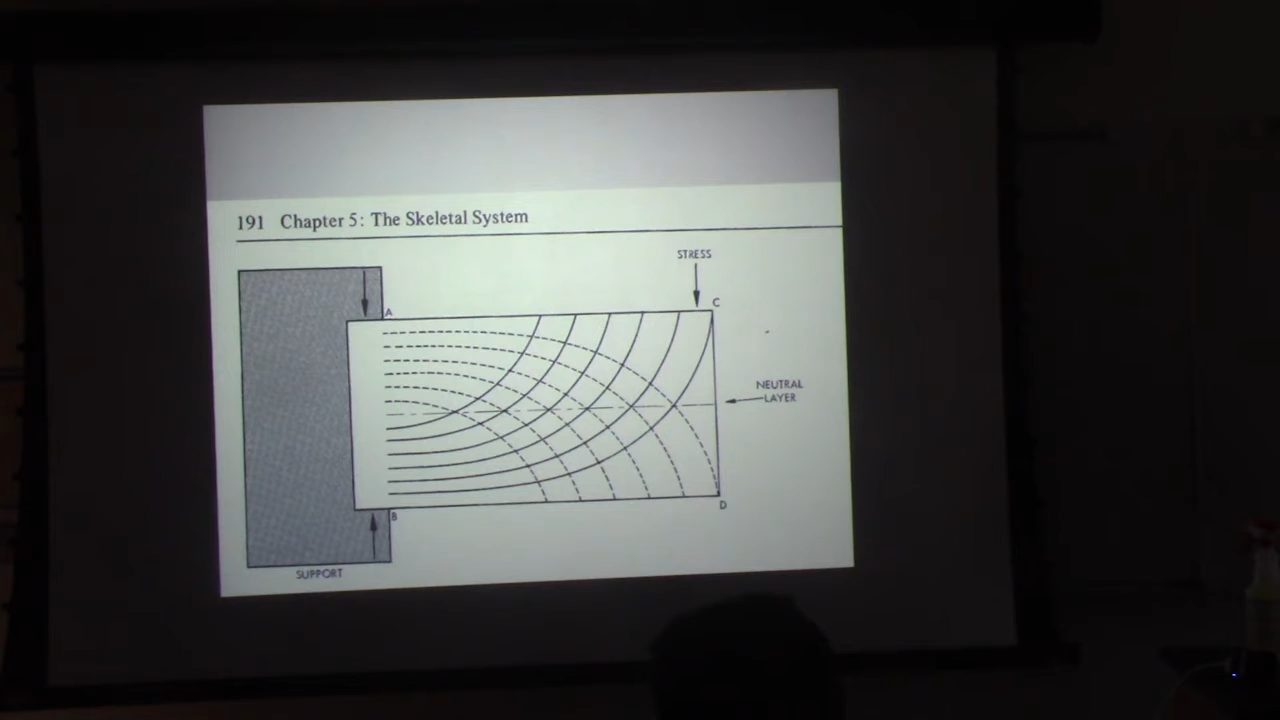 191 Chapter 5: The Skeletal System
STRESS
A
C
NEUTRAL
LAYER
B
D
SUPPORT